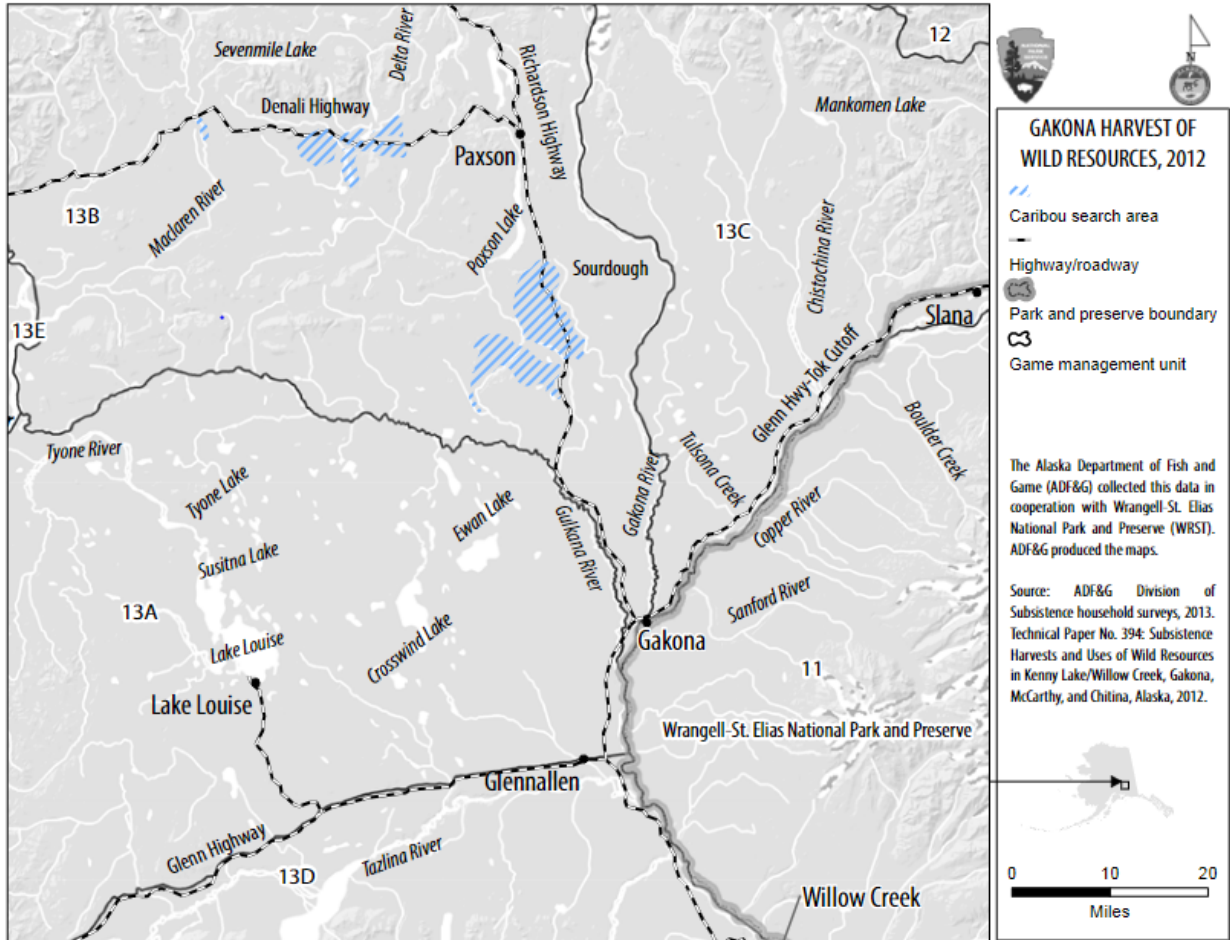 12
Sevenmile Lake
Delta River
Richardson Highway
Denali Highway
Mankomen Lake
Paxson
13B
Maclaren River
Paxson Lake
13C
Chistochina River
Sourdough
13E
Slana
Glenn Hwy-Tok Cutoff
Boulder Creek
Tyone River
Tyone Lake
Ewan Lake
Gulkana River
Gakona River
Tulsona Creek
Copper River
Susitna Lake
Sanford River
13A
Lake Louise
Crosswind Lake
Gakona
11
Lake Louise
Wrangell-St. Elias National Park and Preserve
Glennallen
Glenn Highway
Tazlina River
13D
Willow Creek
NATIONAL
PARK
SERVICE
N
GAKONA HARVEST OF
WILD RESOURCES, 2012
Caribou search area
Highway/roadway
Park and preserve boundary
Game management unit
The Alaska Department of Fish and
Game (ADF&G) collected this data in
cooperation with Wrangell-St. Elias
National Park and Preserve (WRST).
ADF&G produced the maps.
Source: ADF&G Division of
Subsistence household surveys, 2013.
Technical Paper No. 394: Subsistence
Harvests and Uses of Wild Resources
in Kenny Lake/Willow Creek, Gakona,
McCarthy, and Chitina, Alaska, 2012.
0 10 20
Miles